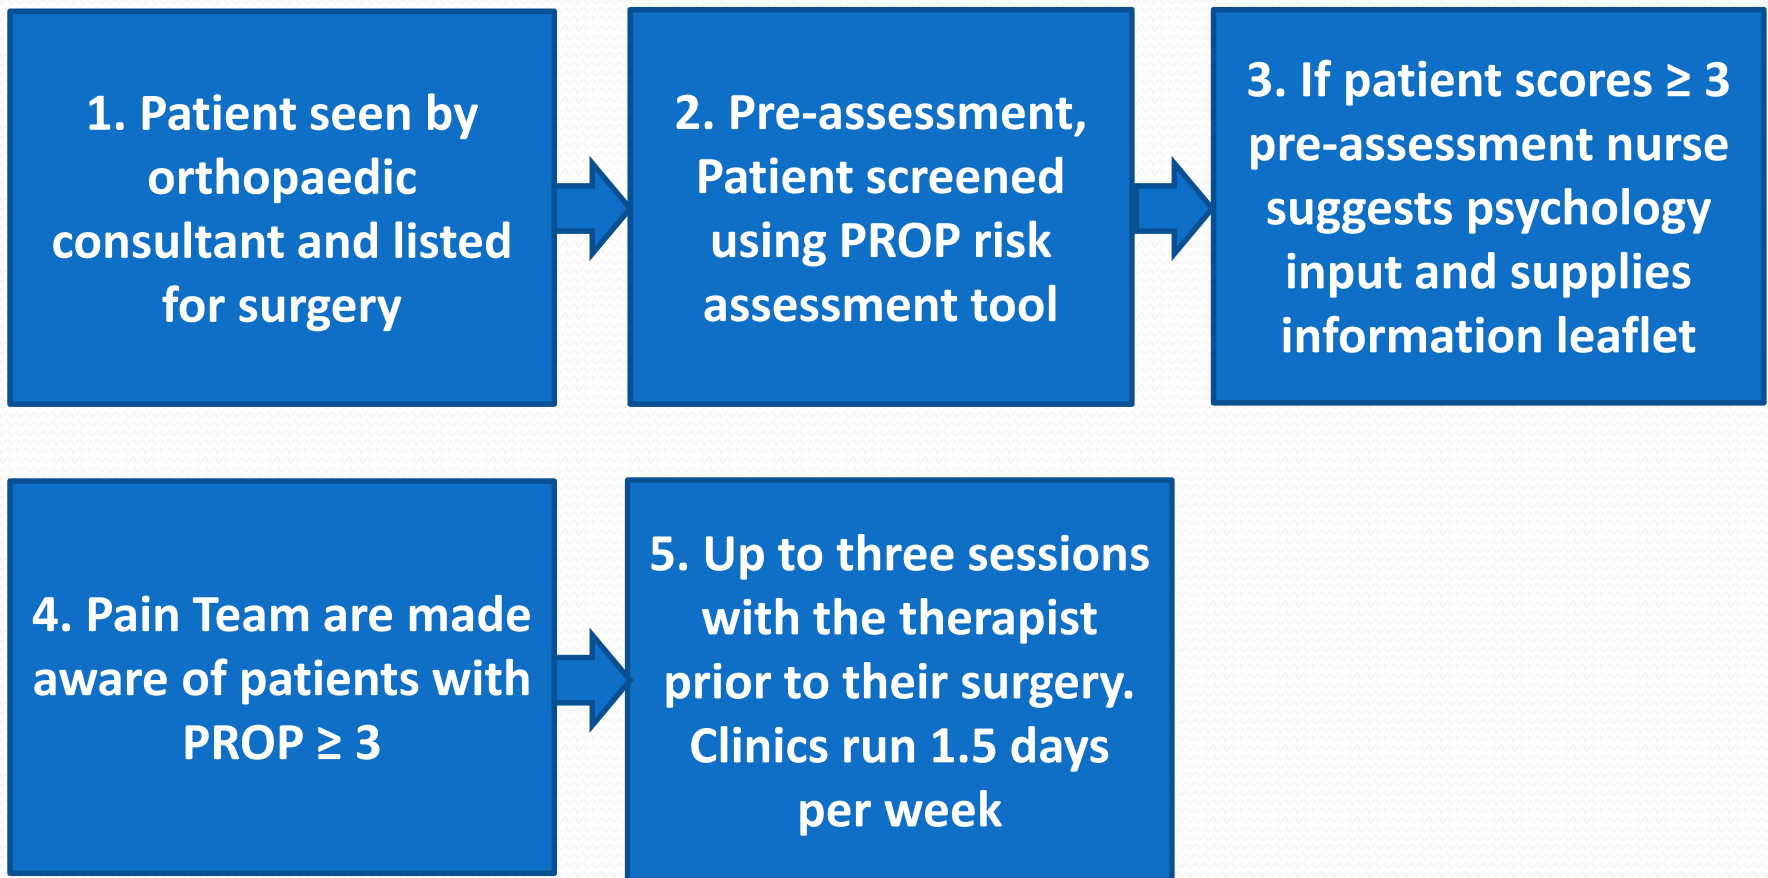 1. Patient seen by
orthopaedic
consultant and listed
for surgery
2. Pre-assessment,
Patient screened
using PROP risk
assessment tool
3. If patient scores ≥ 3
pre-assessment nurse
suggests psychology
input and supplies
information leaflet
4. Pain Team are made
aware of patients with
PROP ≥ 3
5. Up to three sessions
with the therapist
prior to their surgery.
Clinics run 1.5 days
per week